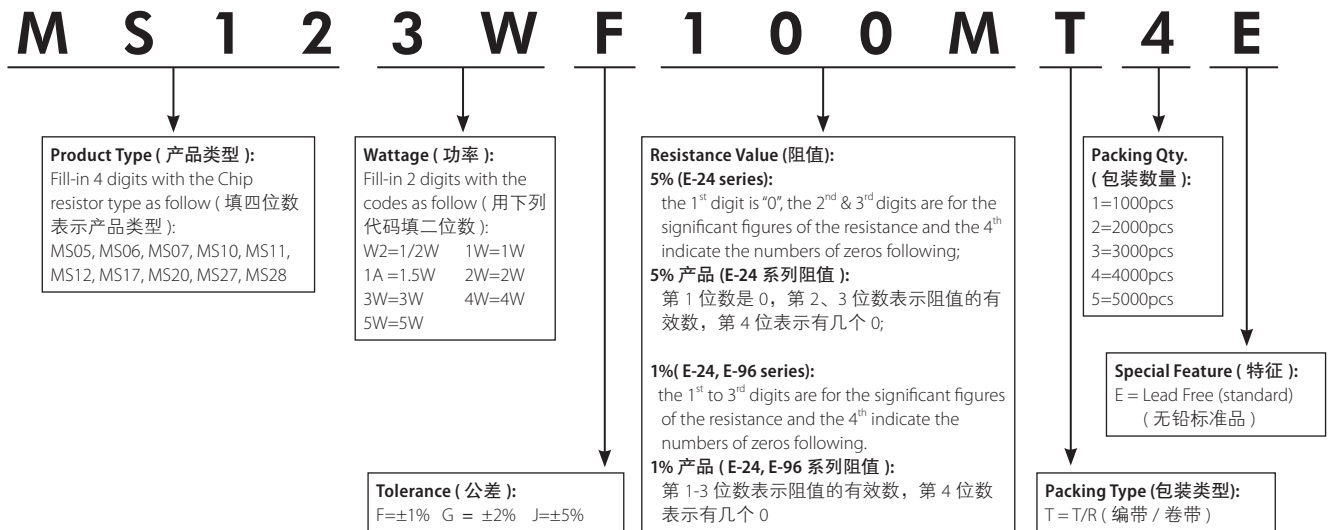 M S 1 2 3 W F 1 0 0 M T 4 E
Product Type ( 产品类型 ):
Fill-in 4 digits with the Chip
resistor type as follow ( 填四位数
表示产品类型 ):
MS05, MS06, MS07, MS10, MS11,
MS12, MS17, MS20, MS27, MS28
Wattage ( 功率 ):
Fill-in 2 digits with the
codes as follow ( 用下列
代码填二位数 ):
W2=1/2W 1W=1W
1A =1.5W 2W=2W
3W=3W 4W=4W
5W=5W
Tolerance ( 公差 ):
F=±1% G = ±2% J=±5%
Resistance Value (阻值):
5% (E-24 series):
the 1st digit is "0", the 2nd & 3rd digits are for the
significant figures of the resistance and the 4th
indicate the numbers of zeros following;
5% 产品 (E-24 系列阻值 ):
第 1 位数是 0，第 2、3 位数表示阻值的有
效数，第 4 位表示有几个 0;
1%( E-24, E-96 series):
the 1st to 3rd digits are for the significant figures
of the resistance and the 4th indicate the
numbers of zeros following.
1% 产品 ( E-24, E-96 系列阻值 ):
第 1-3 位数表示阻值的有效数，第 4 位数
表示有几个 0
Packing Qty.
( 包装数量 ):
1=1000pcs
2=2000pcs
3=3000pcs
4=4000pcs
5=5000pcs
Special Feature ( 特征 ):
E = Lead Free (standard)
( 无铅标准品 )
Packing Type (包装类型):
T = T/R ( 编带 / 卷带 )